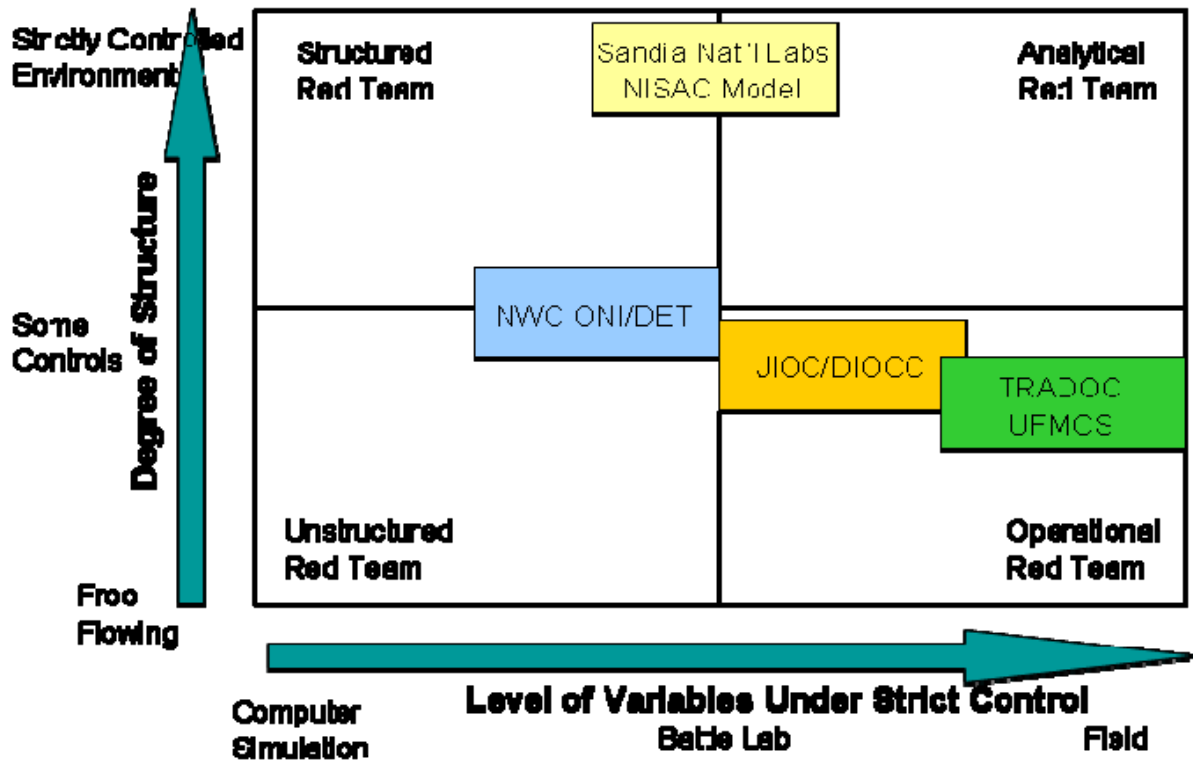 Strictly Controlled
Environment
Structured
Red Team
Sandia Nat'l Labs
NISAC Model
Analytical
Red Team
Degree of Structure
Some
Controls
NWC ONI/DET
JIOC/DIOCC
TRADOC
UFMCS
Unstructured
Red Team
Operational
Red Team
Free
Flowing
Level of Variables Under Strict Control
Computer
Simulation
Battle Lab
Field